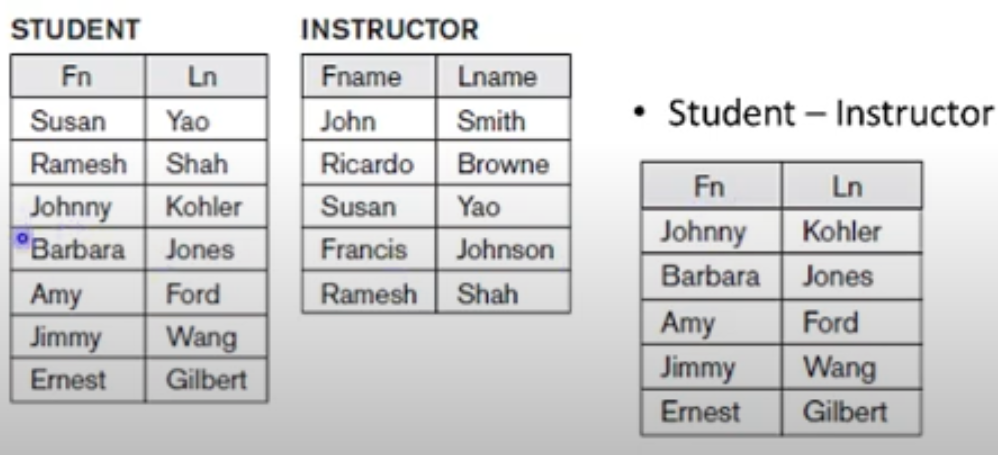 STUDENT
Fn Ln
Susan Yao
Ramesh Shah
Johnny Kohler
Barbara Jones
Amy Ford
Jimmy Wang
Ernest Gilbert
INSTRUCTOR
Fname Lname
John Smith
Ricardo Browne
Susan Yao
Francis Johnson
Ramesh Shah
• Student – Instructor
Fn Ln
Johnny Kohler
Barbara Jones
Amy Ford
Jimmy Wang
Ernest Gilbert